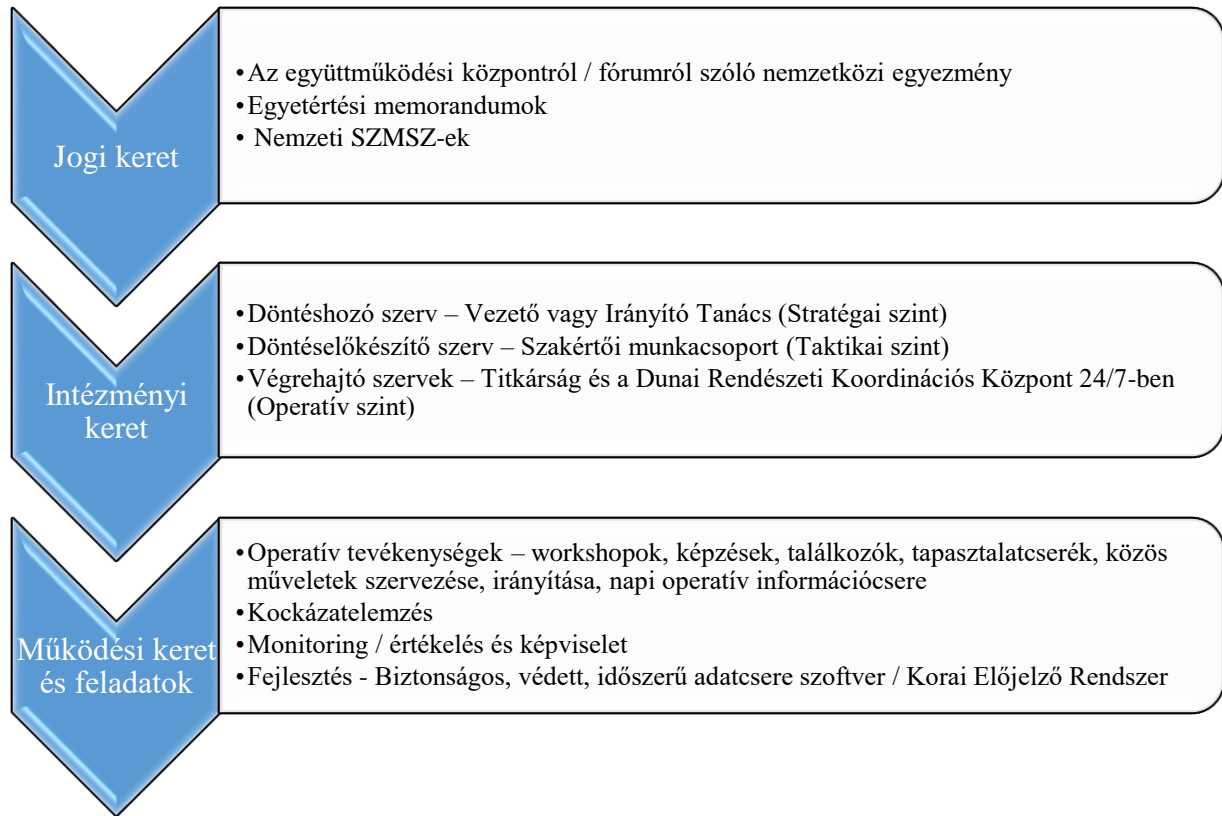 Jogi keret
•Az együttműködési központról / fórumról szóló nemzetközi egyezmény
•Egyetértési memorandumok
• Nemzeti SZMSZ-ek
Intézményi
keret
•Döntéshozó szerv – Vezető vagy Irányító Tanács (Stratégai szint)
•Döntéselőkészítő szerv – Szakértői munkacsoport (Taktikai szint)
•Végrehajtó szervek – Titkárság és a Dunai Rendészeti Koordinációs Központ 24/7-ben
(Operatív szint)
Működési keret
és feladatok
•Operatív tevékenységek – workshopok, képzések, találkozók, tapasztalatcserék, közös
műveletek szervezése, irányítása, napi operatív információcsere
•Kockázatelemzés
•Monitoring / értékelés és képviselet
•Fejlesztés - Biztonságos, védett, időszerű adatcsere szoftver / Korai Előjelző Rendszer